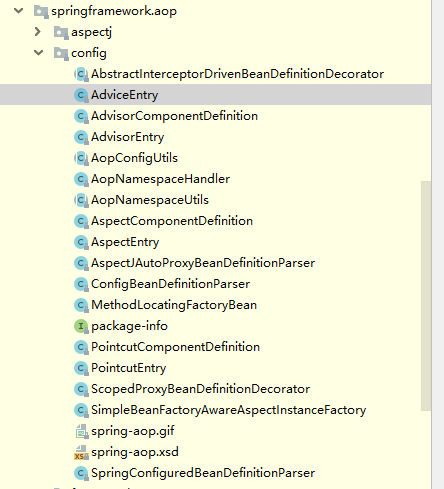 springframework.aop
aspectj
config
AbstractInterceptorDrivenBeanDefinitionDecorator
AdviceEntry
AdvisorComponentDefinition
AdvisorEntry
AopConfigUtils
AopNamespaceHandler
AopNamespaceUtils
AspectComponentDefinition
AspectEntry
AspectJAutoProxyBeanDefinitionParser
ConfigBeanDefinitionParser
MethodLocatingFactoryBean
package-info
PointcutComponentDefinition
PointcutEntry
ScopedProxyBeanDefinitionDecorator
SimpleBeanFactoryAwareAspectInstanceFactory
spring-aop.gif
spring-aop.xsd
SpringConfiguredBeanDefinitionParser